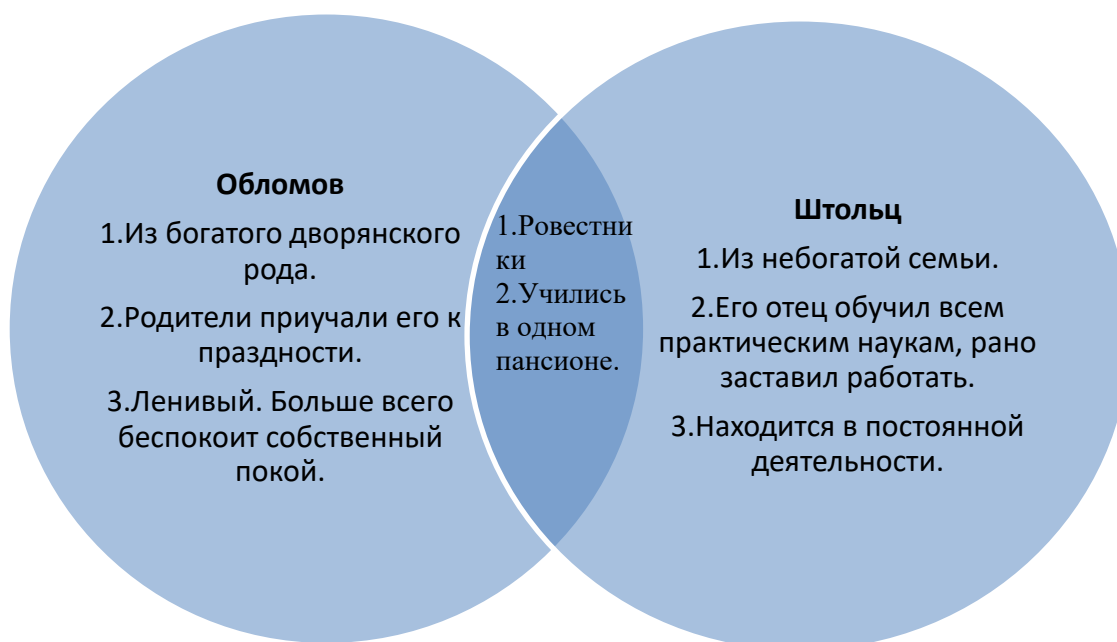 Обломов
1.Из богатого дворянского
рода.
2.Родители приучали его к
праздности.
3.Ленивый. Больше всего
беспокоит собственный
покой.
1.Ровестни
ки
2.Учились
в одном
пансионе.
Штольц
1.Из небогатой семьи.
2.Его отец обучил всем
практическим наукам, рано
заставил работать.
3.Находится в постоянной
деятельности.